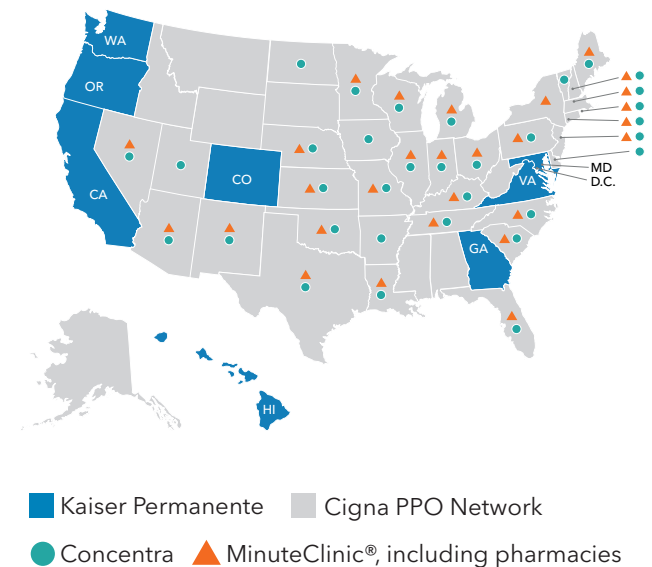 WA
OR
CA
CO
MD
VA
D.C.
GA
HI
Kaiser Permanente
Cigna PPO Network
Concentra
MinuteClinic®, including pharmacies